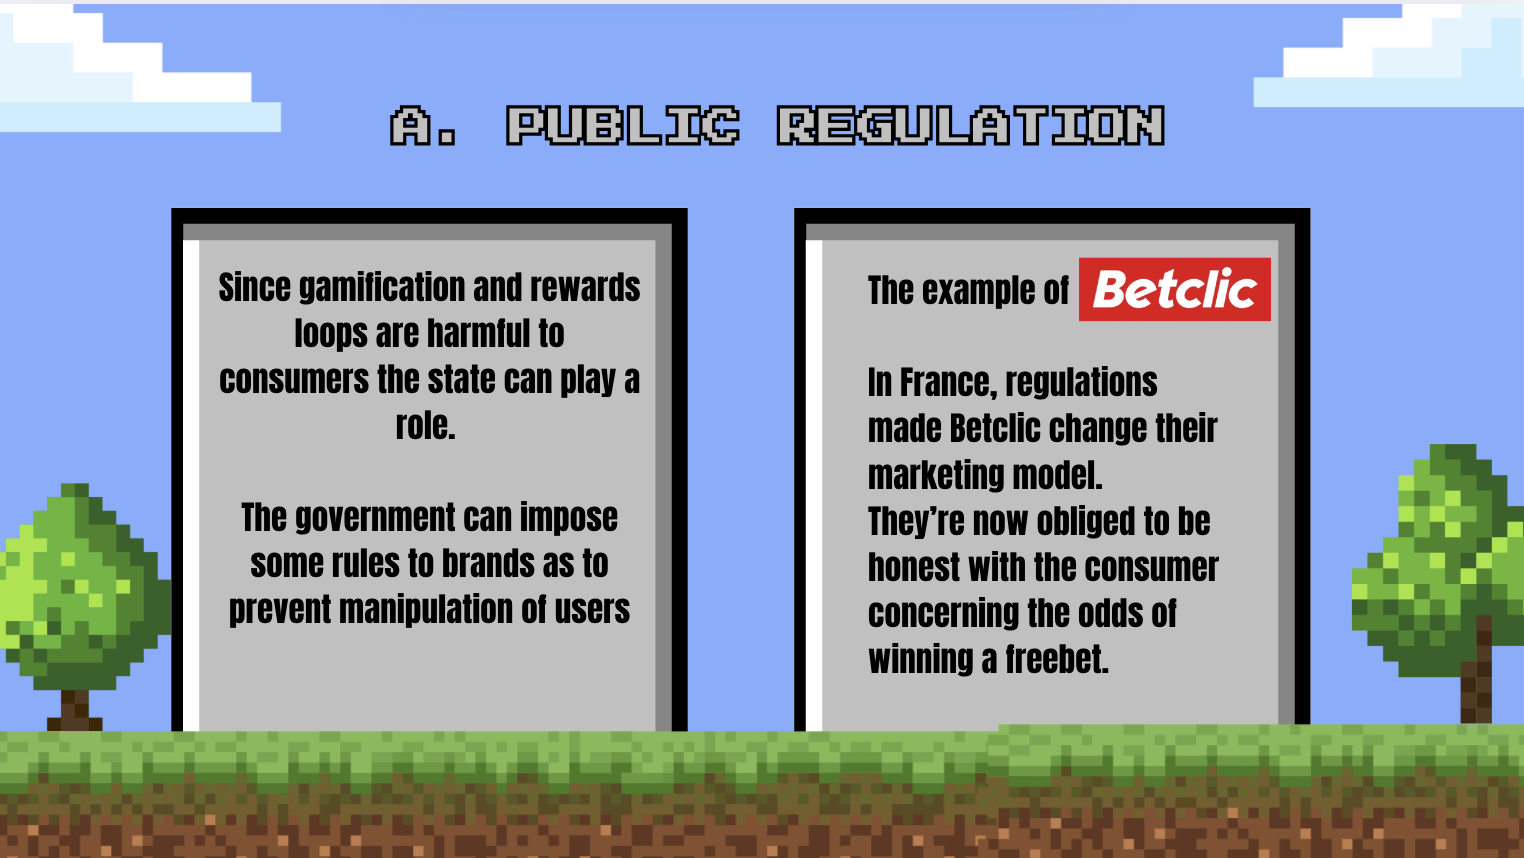 A. PUBLIC REGULATION
Since gamification and rewards
loops are harmful to
consumers the state can play a
role.
The government can impose
some rules to brands as to
prevent manipulation of users
The example of Betclic
In France, regulations
made Betclic change their
marketing model.
They’re now obliged to be
honest with the consumer
concerning the odds of
winning a freebet.